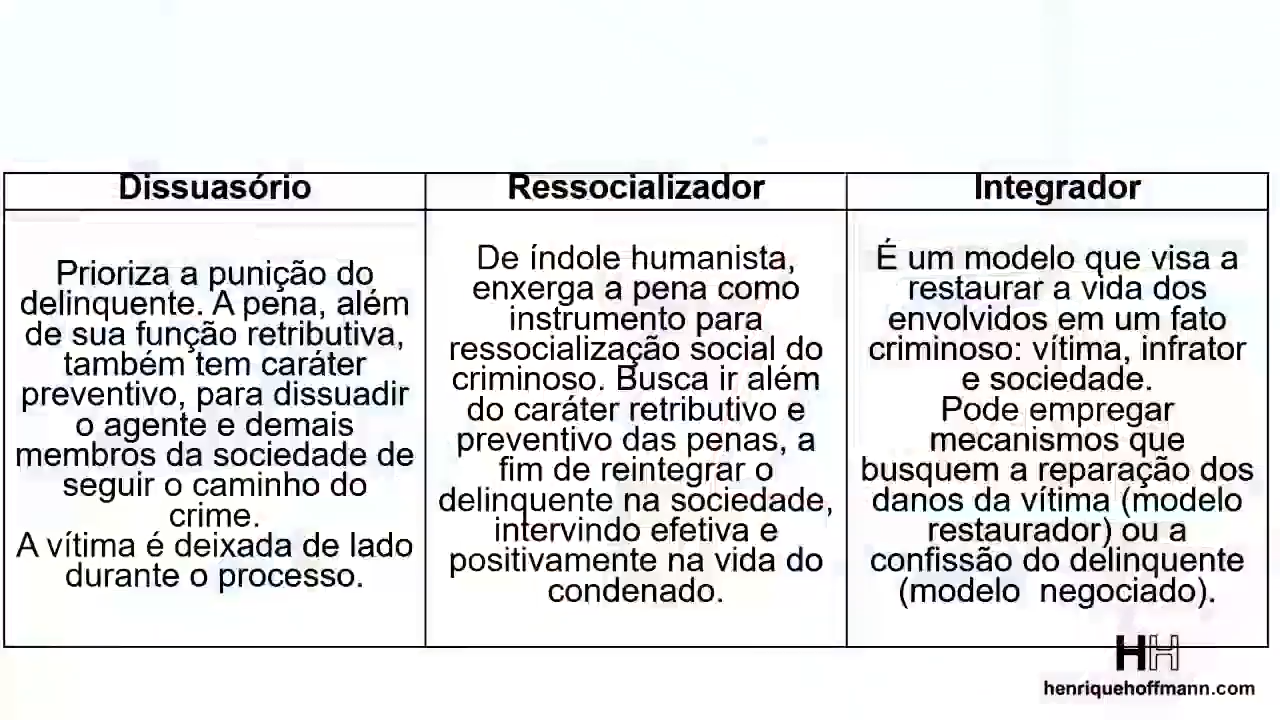 Dissuasório
Prioriza a punição do
delinquente. A pena, além
de sua função retributiva,
também tem caráter
preventivo, para dissuadir
o agente e demais
membros da sociedade de
seguir o caminho do
crime.
A vítima é deixada de lado
durante o processo.
Ressocializador
De índole humanista,
enxerga a pena como
instrumento para
ressocialização social do
criminoso. Busca ir além
do caráter retributivo e
preventivo das penas, a
fim de reintegrar o
delinquente na sociedade,
intervindo efetiva e
positivamente na vida do
condenado.
Integrador
É um modelo que visa a
restaurar a vida dos
envolvidos em um fato
criminoso: vítima, infrator
e sociedade.
Pode empregar
mecanismos que
busquem a reparação dos
danos da vítima (modelo
restaurador) ou a
confissão do delinquente
(modelo negociado).
HH
henriquehoffmann.com